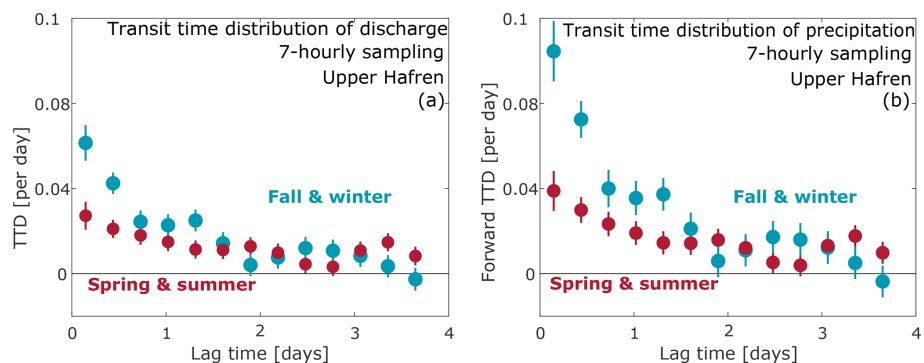 Transit time distribution of discharge
7-hourly sampling
Upper Hafren
(a)
0.1
0.08
0.04
0
TTD [per day]
Fall & winter
Spring & summer
0 1 2 3 4
Lag time [days]
Transit time distribution of precipitation
7-hourly sampling
Upper Hafren
(b)
0.1
0.08
0.04
0
Forward TTD [per day]
Fall & winter
Spring & summer
0 1 2 3 4
Lag time [days]